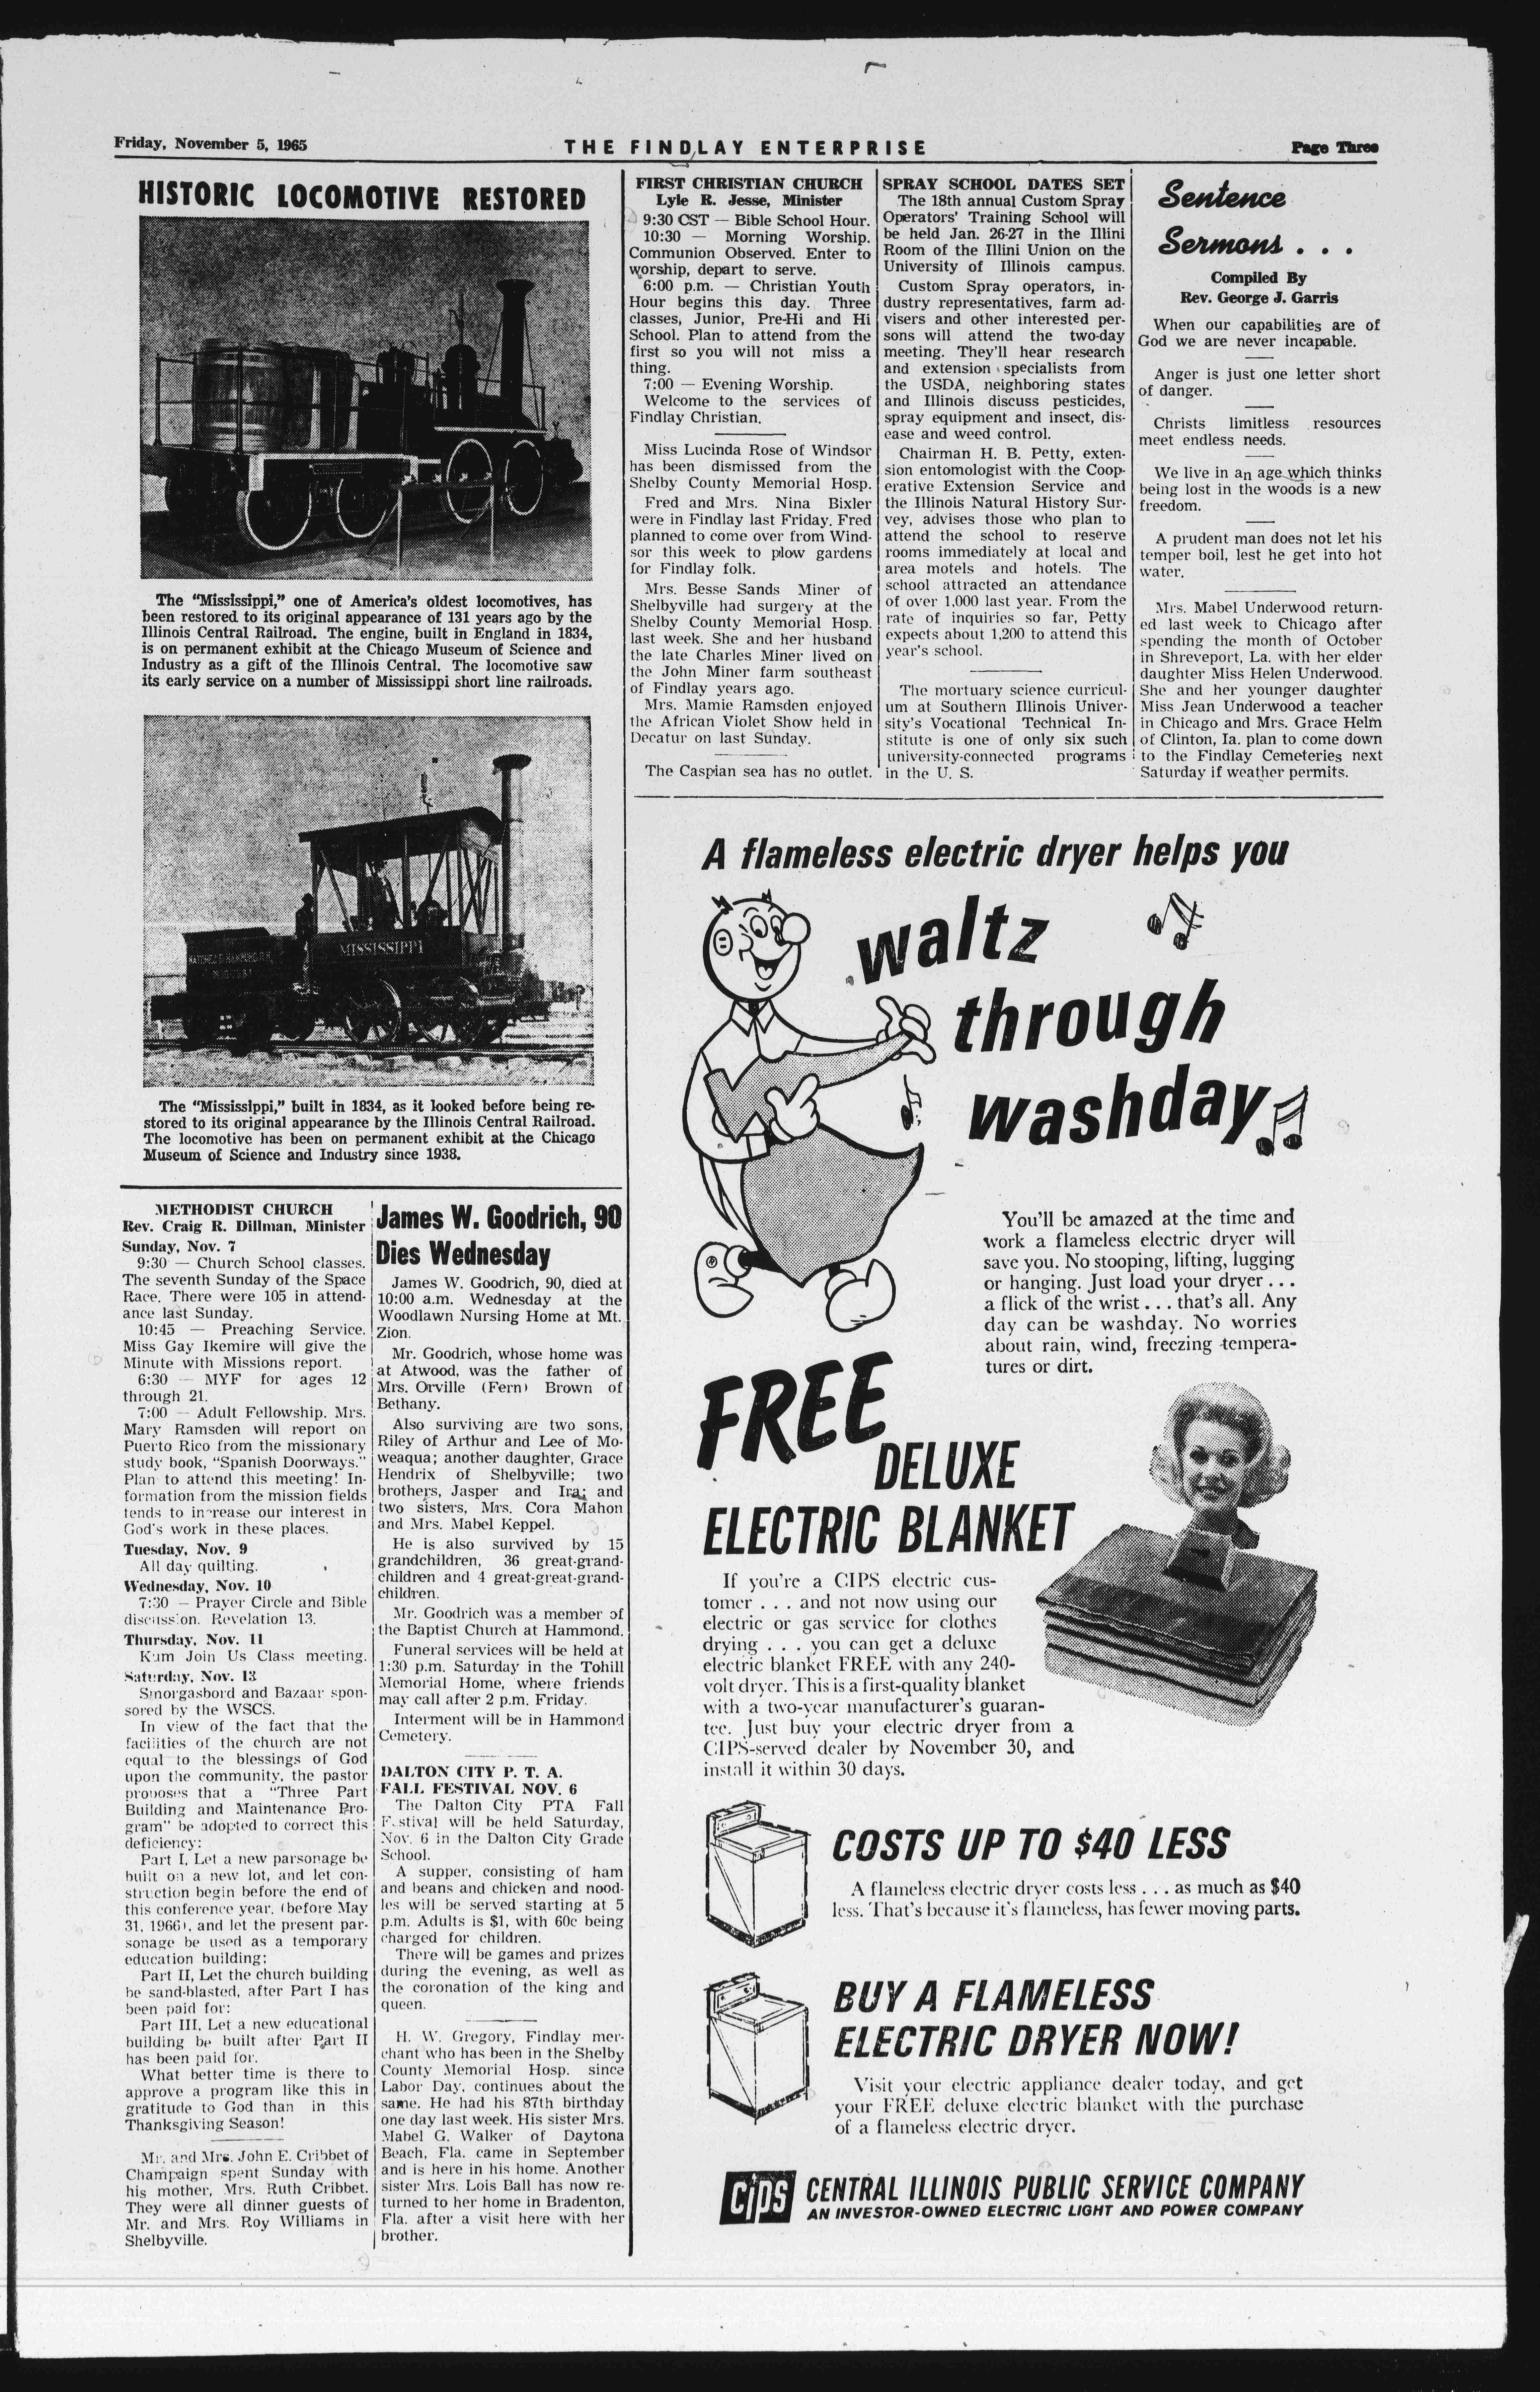 Friday, November 5, 1965
THE FINDLAY ENTERPRISE
Page Three
HISTORIC LOCOMOTIVE RESTORED
The "Mississippi," one of America's oldest locomotives, has
been restored to its original appearance of 131 years ago by the
Illinois Central Railroad. The engine, built in England in 1834,
is on permanent exhibit at the Chicago Museum of Science and
Industry as a gift of the Illinois Central. The locomotive saw
its early service on a number of Mississippi short line railroads.
MISSISSIPPI
The "Mississippi," built in 1834, as it looked before being re-
stored to its original appearance by the Illinois Central Railroad.
The locomotive has been on permanent exhibit at the Chicago
Museum of Science and Industry since 1938.
METHODIST CHURCH
Rev. Craig R. Dillman, Minister
Sunday, Nov. 7
9:30 — Church School classes.
The seventh Sunday of the Space
Race. There were 105 in attend-
ance last Sunday.
10:45 — Preaching Service.
Miss Gay Ikemire will give the
Minute with Missions report.
6:30 — MYF for ages 12
through 21.
7:00 — Adult Fellowship. Mrs.
Mary Ramsden will report on
Puerto Rico from the missionary
study book, "Spanish Doorways."
Plan to attend this meeting! In-
formation from the mission fields
tends to increase our interest in
God's work in these places.
Tuesday, Nov. 9
All day quilting.
Wednesday, Nov. 10
7:30 — Prayer Circle and Bible
discussion. Revelation 13.
Thursday, Nov. 11
Kum Join Us Class meeting.
Saturday, Nov. 13
Smorgasbord and Bazaar spon-
sored by the WSCS.
In view of the fact that the
facilities of the church are not
equal to the blessings of God
upon the community, the pastor
proposes that a "Three Part
Building and Maintenance Pro-
gram" be adopted to correct this
deficiency:
Part I, Let a new parsonage be
built on a new lot, and let con-
struction begin before the end of
this conference year, (before May
31, 1966), and let the present par-
sonage be used as a temporary
education building;
Part II, Let the church building
be sand-blasted, after Part I has
been paid for:
Part III, Let a new educational
building be built after Part II
has been paid for.
What better time is there to
approve a program like this in
gratitude to God than in this
Thanksgiving Season!
Mr. and Mrs. John E. Cribbet of
Champaign spent Sunday with
his mother, Mrs. Ruth Cribbet.
They were all dinner guests of
Mr. and Mrs. Roy Williams in
Shelbyville.
James W. Goodrich, 90
Dies Wednesday
James W. Goodrich, 90, died at
10:00 a.m. Wednesday at the
Woodlawn Nursing Home at Mt.
Zion.
Mr. Goodrich, whose home was
at Atwood, was the father of
Mrs. Orville (Fern) Brown of
Bethany.
Also surviving are two sons,
Riley of Arthur and Lee of Mo-
weaqua; another daughter, Grace
Hendrix of Shelbyville; two
brothers, Jasper and Ira; and
two sisters, Mrs. Cora Mahon
and Mrs. Mabel Keppel.
He is also survived by 15
grandchildren, 36 great-grand-
children and 4 great-great-grand-
children.
Mr. Goodrich was a member of
the Baptist Church at Hammond.
Funeral services will be held at
1:30 p.m. Saturday in the Tohill
Memorial Home, where friends
may call after 2 p.m. Friday.
Interment will be in Hammond
Cemetery.
DALTON CITY P. T. A.
FALL FESTIVAL NOV. 6
The Dalton City PTA Fall
Festival will be held Saturday,
Nov. 6 in the Dalton City Grade
School.
A supper, consisting of ham
and beans and chicken and nood-
les will be served starting at 5
p.m. Adults is $1, with 60c being
charged for children.
There will be games and prizes
during the evening, as well as
the coronation of the king and
queen.
H. W. Gregory, Findlay mer-
chant who has been in the Shelby
County Memorial Hosp. since
Labor Day, continues about the
same. He had his 87th birthday
one day last week. His sister Mrs.
Mabel G. Walker of Daytona
Beach, Fla. came in September
and is here in his home. Another
sister Mrs. Lois Ball has now re-
turned to her home in Bradenton,
Fla. after a visit here with her
brother.
FIRST CHRISTIAN CHURCH
Lyle R. Jesse, Minister
9:30 CST — Bible School Hour.
10:30 — Morning Worship.
Communion Observed. Enter to
worship, depart to serve.
6:00 p.m. — Christian Youth
Hour begins this day. Three
classes, Junior, Pre-Hi and Hi
School. Plan to attend from the
first so you will not miss a
thing.
7:00 — Evening Worship.
Welcome to the services of
Findlay Christian.
Miss Lucinda Rose of Windsor
has been dismissed from the
Shelby County Memorial Hosp.
Fred and Mrs. Nina Bixler
were in Findlay last Friday. Fred
planned to come over from Wind-
sor this week to plow gardens
for Findlay folk.
Mrs. Besse Sands Miner of
Shelbyville had surgery at the
Shelby County Memorial Hosp.
last week. She and her husband
the late Charles Miner lived on
the John Miner farm southeast
of Findlay years ago.
Mrs. Mamie Ramsden enjoyed
the African Violet Show held in
Decatur on last Sunday.
The Caspian sea has no outlet.
SPRAY SCHOOL DATES SET
The 18th annual Custom Spray
Operators' Training School will
be held Jan. 26-27 in the Illini
Room of the Illini Union on the
University of Illinois campus.
Custom Spray operators, in-
dustry representatives, farm ad-
visers and other interested per-
sons will attend the two-day
meeting. They'll hear research
and extension specialists from
the USDA, neighboring states
and Illinois discuss pesticides,
spray equipment and insect, dis-
ease and weed control.
Chairman H. B. Petty, exten-
sion entomologist with the Coop-
erative Extension Service and
the Illinois Natural History Sur-
vey, advises those who plan to
attend the school to reserve
rooms immediately at local and
area motels and hotels. The
school attracted an attendance
of over 1,000 last year. From the
rate of inquiries so far, Petty
expects about 1,200 to attend this
year's school.
The mortuary science curricul-
um at Southern Illinois Univer-
sity's Vocational Technical In-
stitute is one of only six such
university-connected programs
in the U. S.
Sentence
Sermons . . .
Compiled By
Rev. George J. Garris
When our capabilities are of
God we are never incapable.
Anger is just one letter short
of danger.
Christs limitless resources
meet endless needs.
We live in an age which thinks
being lost in the woods is a new
freedom.
A prudent man does not let his
temper boil, lest he get into hot
water.
Mrs. Mabel Underwood return-
ed last week to Chicago after
spending the month of October
in Shreveport, La. with her elder
daughter Miss Helen Underwood.
She and her younger daughter
Miss Jean Underwood a teacher
in Chicago and Mrs. Grace Helm
of Clinton, Ia. plan to come down
to the Findlay Cemeteries next
Saturday if weather permits.
A flameless electric dryer helps you
waltz
through
washday
You'll be amazed at the time and
work a flameless electric dryer will
save you. No stooping, lifting, lugging
or hanging. Just load your dryer . . .
a flick of the wrist . . . that's all. Any
day can be washday. No worries
about rain, wind, freezing tempera-
tures or dirt.
FREE
DELUXE
ELECTRIC BLANKET
If you're a CIPS electric cus-
tomer . . . and not now using our
electric or gas service for clothes
drying . . . you can get a deluxe
electric blanket FREE with any 240-
volt dryer. This is a first-quality blanket
with a two-year manufacturer's guaran-
tee. Just buy your electric dryer from a
CIPS-served dealer by November 30, and
install it within 30 days.
COSTS UP TO $40 LESS
A flameless electric dryer costs less . . . as much as $40
less. That's because it's flameless, has fewer moving parts.
BUY A FLAMELESS
ELECTRIC DRYER NOW!
Visit your electric appliance dealer today, and get
your FREE deluxe electric blanket with the purchase
of a flameless electric dryer.
CIPS CENTRAL ILLINOIS PUBLIC SERVICE COMPANY
AN INVESTOR-OWNED ELECTRIC LIGHT AND POWER COMPANY